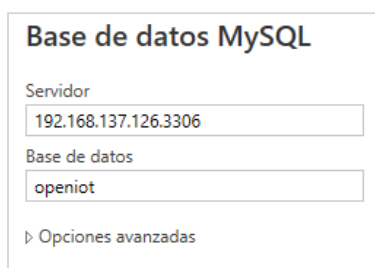 Base de datos MySQL
Servidor
192.168.137.126.3306
Base de datos
openiot
Opciones avanzadas